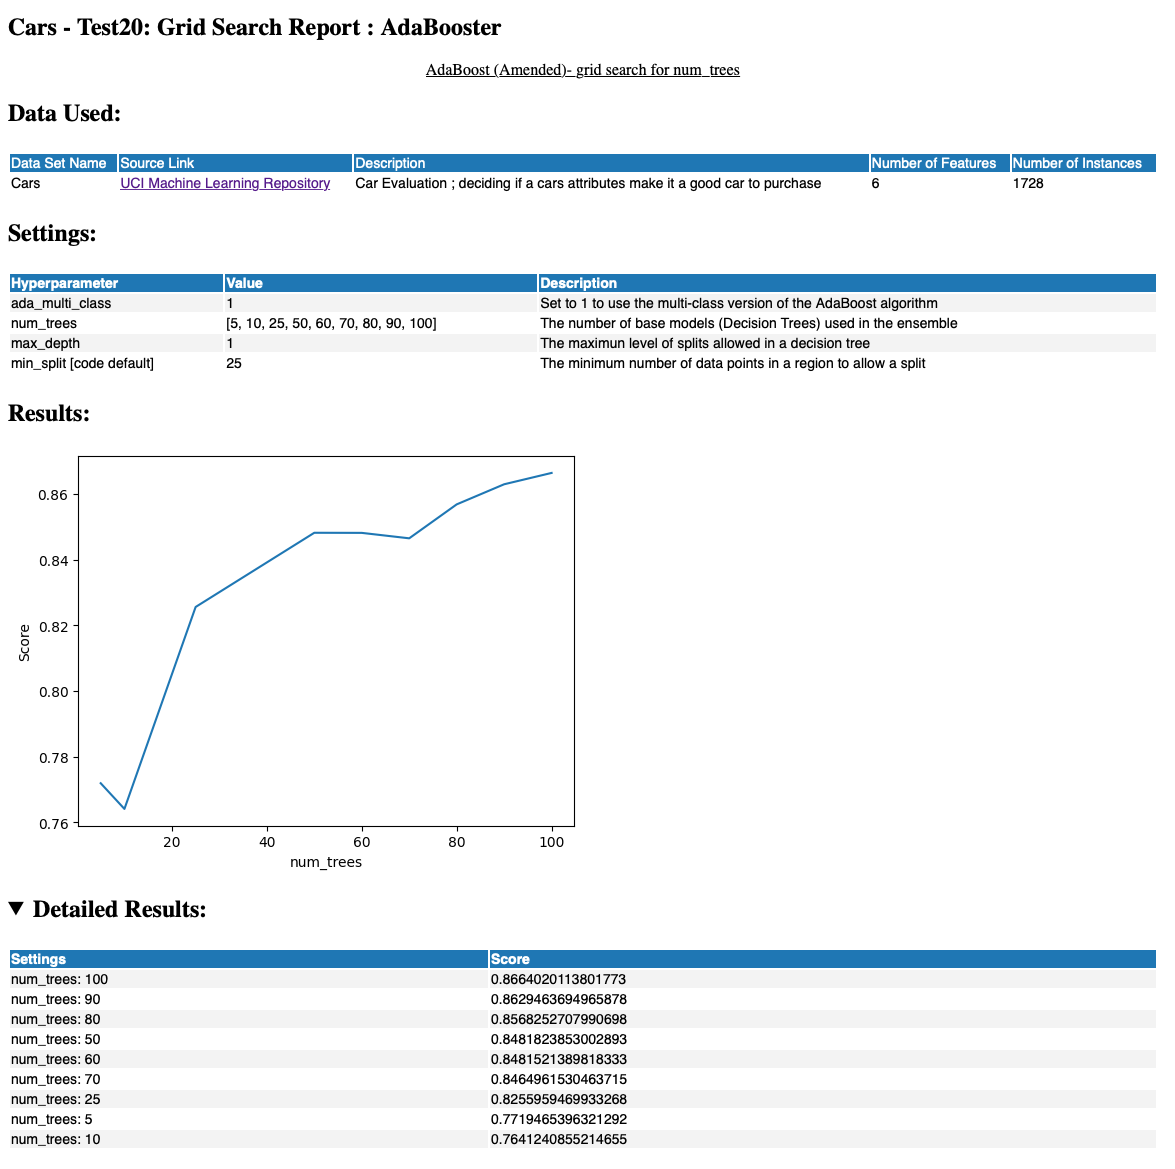 Cars - Test20: Grid Search Report : AdaBooster
AdaBoost (Amended)- grid search for num_trees
Data Used:
Data Set Name Source Link Description Number of Features Number of Instances
Cars UCI Machine Learning Repository Car Evaluation ; deciding if a cars attributes make it a good car to purchase 6 1728
Settings:
Hyperparameter Value Description
ada_multi_class 1 Set to 1 to use the multi-class version of the AdaBoost algorithm
num_trees [5, 10, 25, 50, 60, 70, 80, 90, 100] The number of base models (Decision Trees) used in the ensemble
max_depth 1 The maximun level of splits allowed in a decision tree
min_split [code default] 25 The minimum number of data points in a region to allow a split
Results:
0.86
0.84
0.82
0.80
0.78
0.76
Score
20 40 60 80 100
num_trees
▼ Detailed Results:
Settings Score
num_trees: 100 0.8664020113801773
num_trees: 90 0.8629463694965878
num_trees: 80 0.8568252707990698
num_trees: 50 0.8481823853002893
num_trees: 60 0.8481521389818333
num_trees: 70 0.8464961530463715
num_trees: 25 0.8255959469933268
num_trees: 5 0.7719465396321292
num_trees: 10 0.7641240855214655